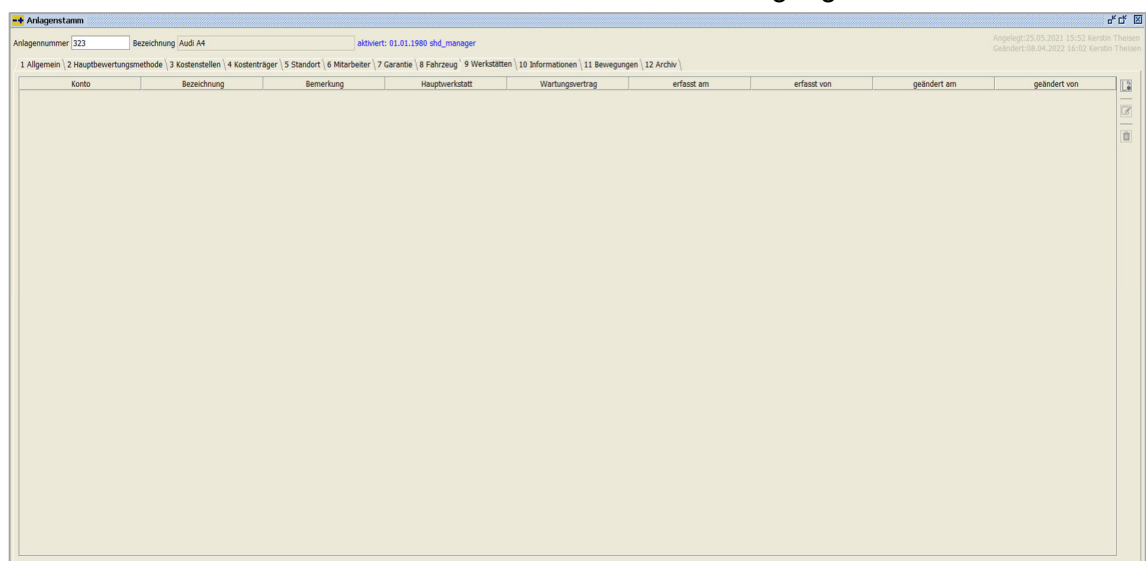 Anlagenstamm
Anlagennummer 323 Bezeichnung Audi A4 aktiviert: 01.01.1980 shd_manager
Angelegt:25.05.2021 15:52 Kerstin Theisen
Geändert:08.04.2022 16:02 Kerstin Theisen
1 Allgemein \ 2 Hauptbewertungsmethode \ 3 Kostenstellen \ 4 Kostenträger \ 5 Standort \ 6 Mitarbeiter \ 7 Garantie \ 8 Fahrzeug \ 9 Werkstätten \ 10 Informationen \ 11 Bewegungen \ 12 Archiv \
Konto Bezeichnung Bemerkung Hauptwerkstatt Wartungsvertrag erfasst am erfasst von geändert am geändert von